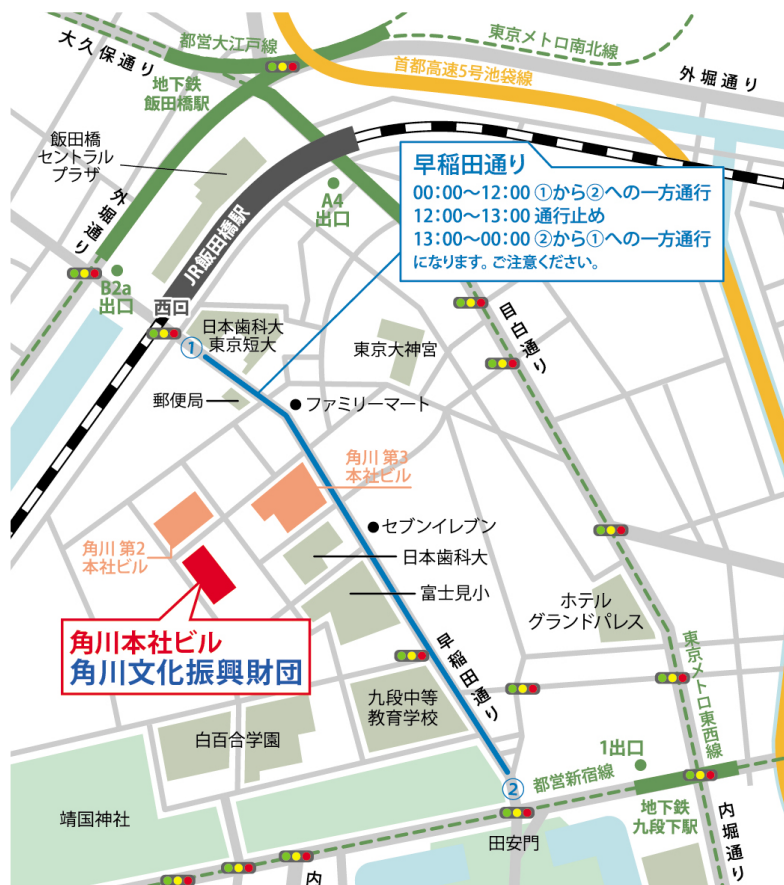 大久保通り
都営大江戸線
東京メトロ南北線
首都高速5号池袋線
外堀通り
地下鉄
飯田橋駅
飯田橋
セントラル
プラザ
外堀通り
早稲田通り
00:00～12:00 ①から②への一方通行
12:00～13:00 通行止め
13:00～00:00 ②から①への一方通行
になります。ご注意ください。
A4
出口
JR飯田橋駅
B2a
出口
西口
目白通り
①
日本歯科大
東京短大
東京大神宮
郵便局
ファミリーマート
角川 第3
本社ビル
セブンイレブン
角川 第2
本社ビル
日本歯科大
富士見小
ホテル
グランドパレス
角川本社ビル
角川文化振興財団
早稲田通り
東京メトロ東西線
九段中等
教育学校
白百合学園
1出口
②
都営新宿線
地下鉄
九段下駅
靖国神社
内堀通り
田安門
内